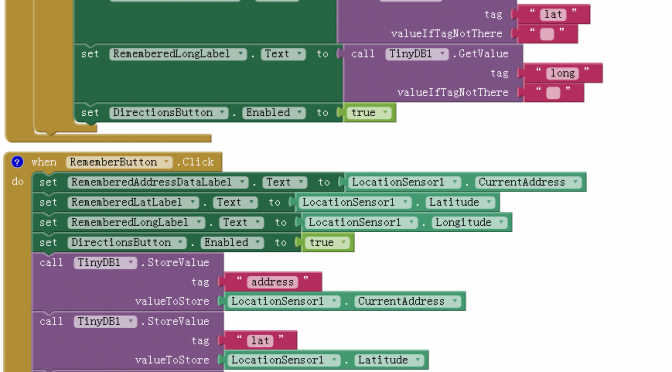 tag “ lat ”
valueIfTagNotThere “ ”
set RememberedLongLabel . Text to call TinyDB1 .GetValue
tag “ long ”
valueIfTagNotThere “ ”
set DirectionsButton . Enabled to true
? when RememberButton .Click
do set RememberedAddressDataLabel . Text to LocationSensor1 . CurrentAddress
set RememberedLatLabel . Text to LocationSensor1 . Latitude
set RememberedLongLabel . Text to LocationSensor1 . Longitude
set DirectionsButton . Enabled to true
call TinyDB1 .StoreValue
tag “ address ”
valueToStore LocationSensor1 . CurrentAddress
call TinyDB1 .StoreValue
tag “ lat ”
valueToStore LocationSensor1 . Latitude